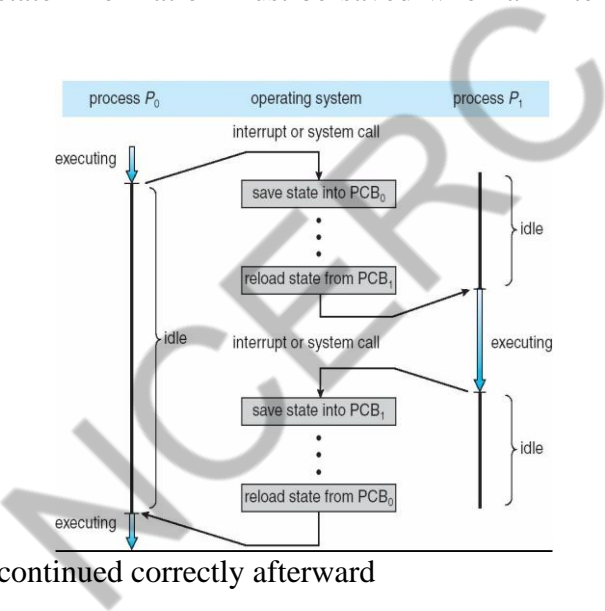 process P₀ operating system process P₁
interrupt or system call
executing
save state into PCB₀
idle
reload state from PCB₁
idle
interrupt or system call
executing
save state into PCB₁
idle
reload state from PCB₀
executing
continued correctly afterward
NCERC